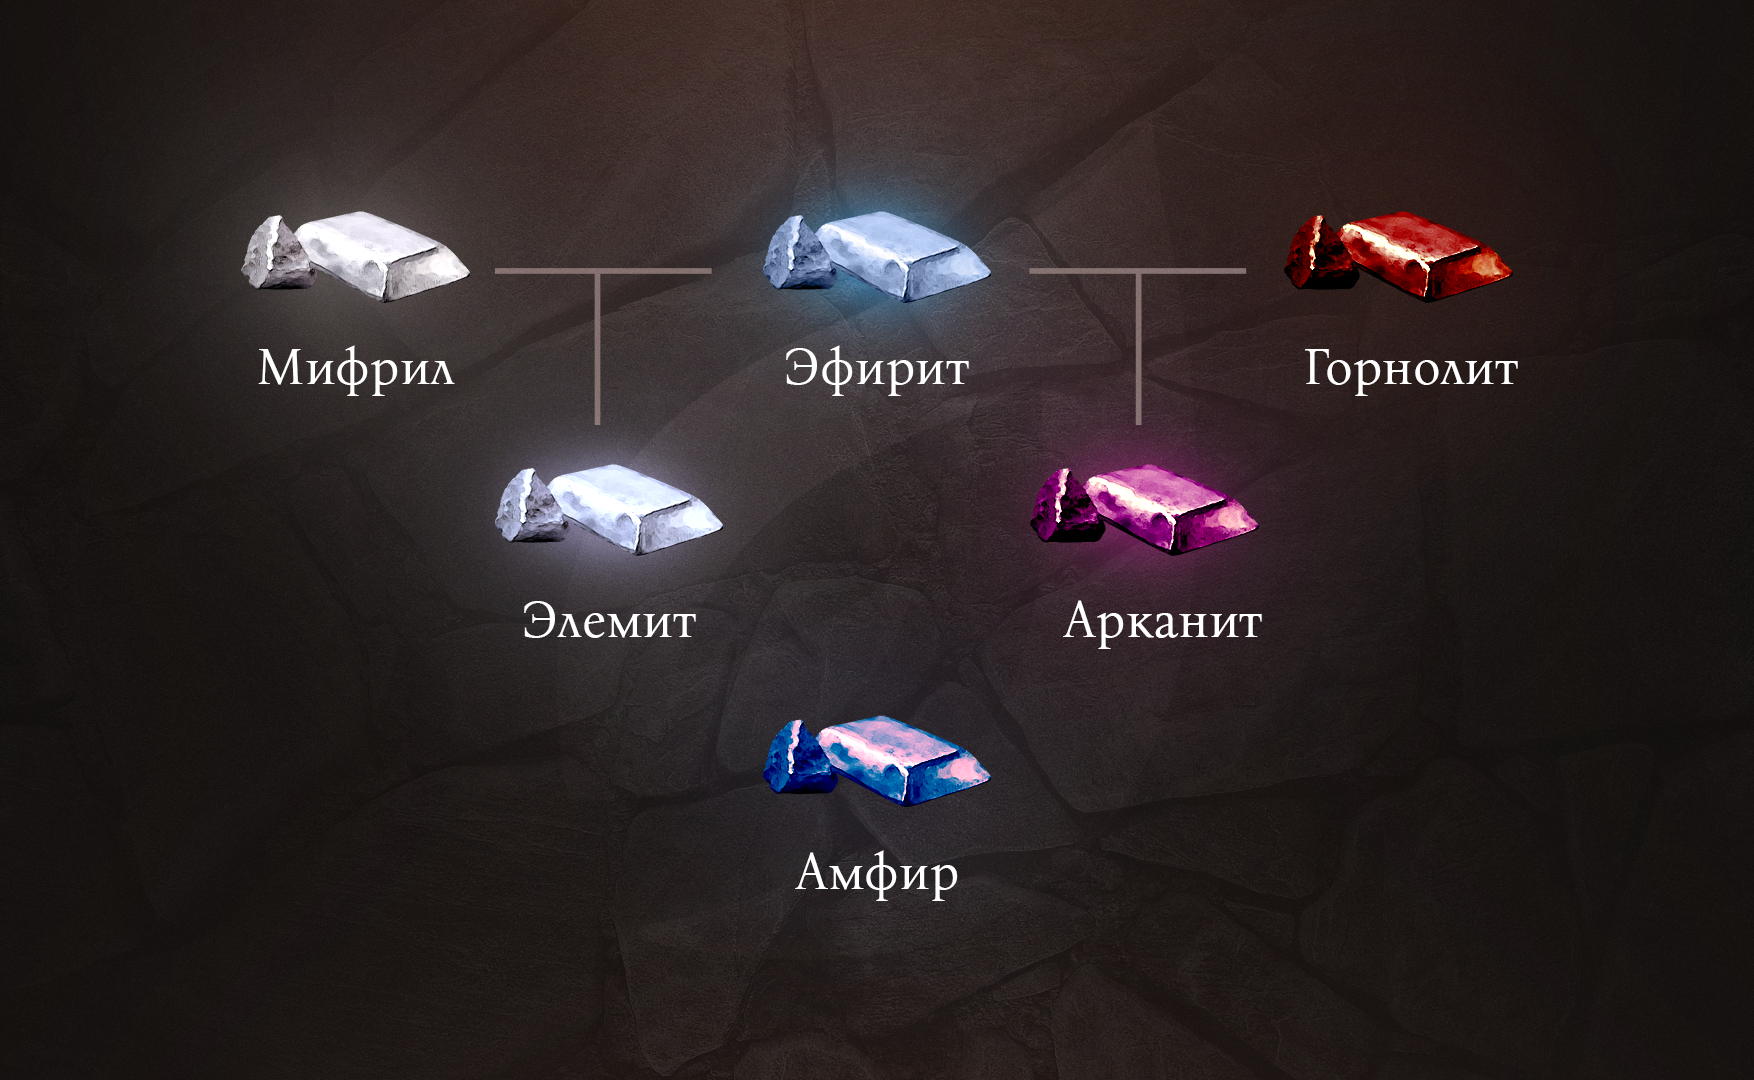 Мифрил
Эфирит
Горнолит
Элемит
Арканит
Амфир